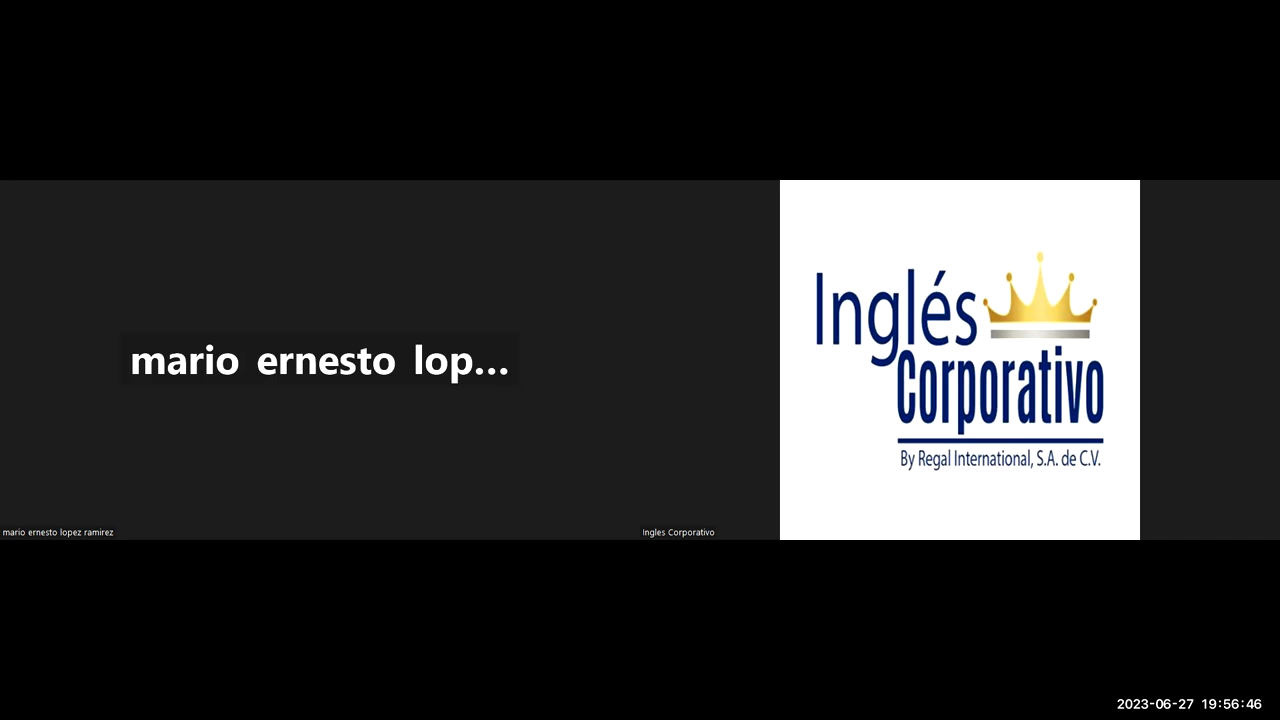 mario ernesto lop...
Inglés
Corporativo
By Regal International, S.A. de C.V.
mario ernesto lopez ramirez
Ingles Corporativo
2023-06-27 19:56:46